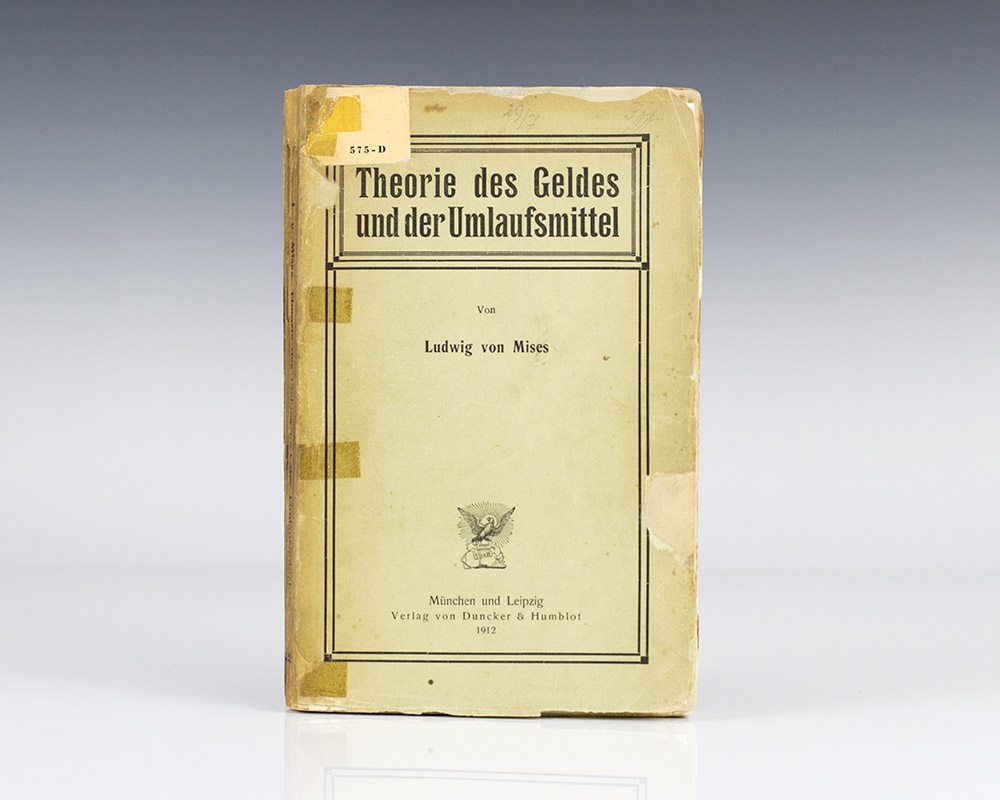 575-D
Theorie des Geldes
und der Umlaufsmittel
Von
Ludwig von Mises
München und Leipzig
Verlag von Duncker & Humblot
1912